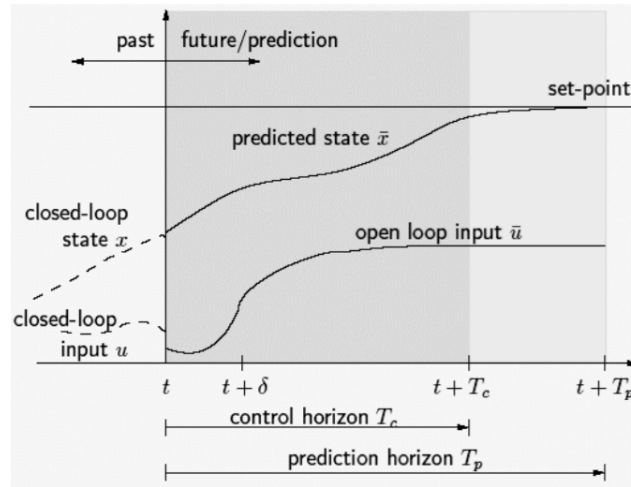 past
future/prediction
set-point
predicted state x̄
closed-loop
state x
open loop input ū
closed-loop
input u
t
t + δ
t + T_c
t + T_p
control horizon T_c
prediction horizon T_p